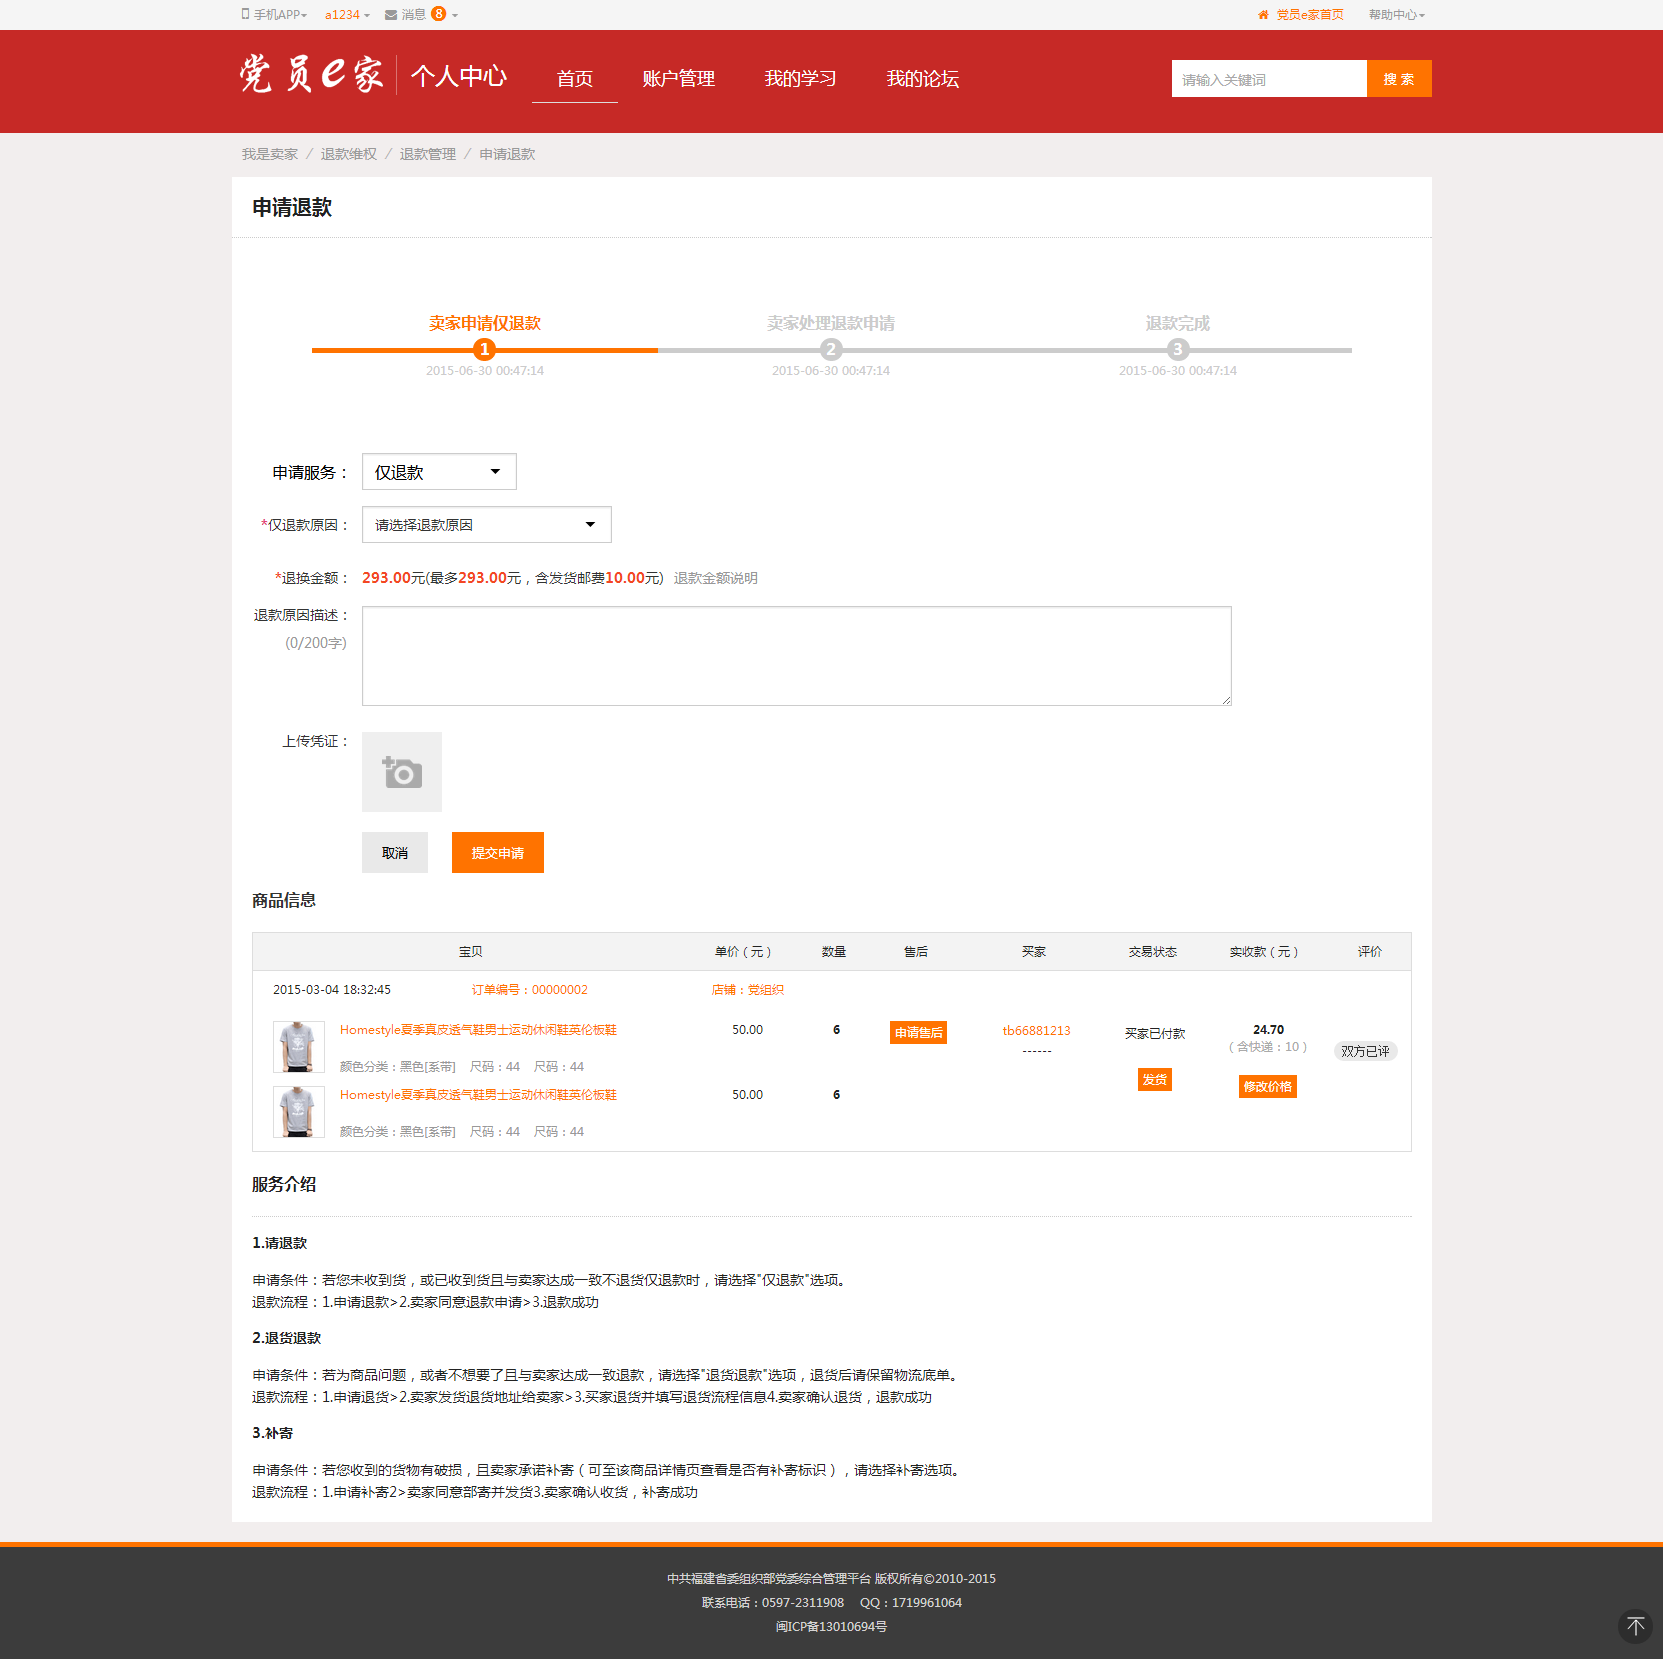 手机APP a1234 消息 8 党员e家首页 帮助中心
党员e家 个人中心 首页 账户管理 我的学习 我的论坛 请输入关键词 搜 索
我是卖家 / 退款维权 / 退款管理 / 申请退款
申请退款
卖家申请仅退款 卖家处理退款申请 退款完成
1 2 3
2015-06-30 00:47:14 2015-06-30 00:47:14 2015-06-30 00:47:14
申请服务： 仅退款
*仅退款原因： 请选择退款原因
*退换金额： 293.00元(最多293.00元，含发货邮费10.00元) 退款金额说明
退款原因描述：
(0/200字)
上传凭证：
取消 提交申请
商品信息
宝贝 单价（元） 数量 售后 买家 交易状态 实收款（元） 评价
2015-03-04 18:32:45 订单编号：00000002 店铺：党组织
Homestyle夏季真皮透气鞋男士运动休闲鞋英伦板鞋 50.00 6 申请售后 tb66881213 买家已付款 24.70
------ （含快递：10） 双方已评
颜色分类：黑色[系带] 尺码：44 尺码：44
发货 修改价格
Homestyle夏季真皮透气鞋男士运动休闲鞋英伦板鞋 50.00 6
颜色分类：黑色[系带] 尺码：44 尺码：44
服务介绍
1.请退款
申请条件：若您未收到货，或已收到货且与卖家达成一致不退货仅退款时，请选择"仅退款"选项。
退款流程：1.申请退款>2.卖家同意退款申请>3.退款成功
2.退货退款
申请条件：若为商品问题，或者不想要了且与卖家达成一致退款，请选择"退货退款"选项，退货后请保留物流底单。
退款流程：1.申请退货>2.卖家发货退货地址给卖家>3.买家退货并填写退货流程信息4.卖家确认退货，退款成功
3.补寄
申请条件：若您收到的货物有破损，且卖家承诺补寄（可至该商品详情页查看是否有补寄标识），请选择补寄选项。
退款流程：1.申请补寄2>卖家同意部寄并发货3.卖家确认收货，补寄成功
中共福建省委组织部党委综合管理平台 版权所有©2010-2015
联系电话：0597-2311908 QQ：1719961064
闽ICP备13010694号